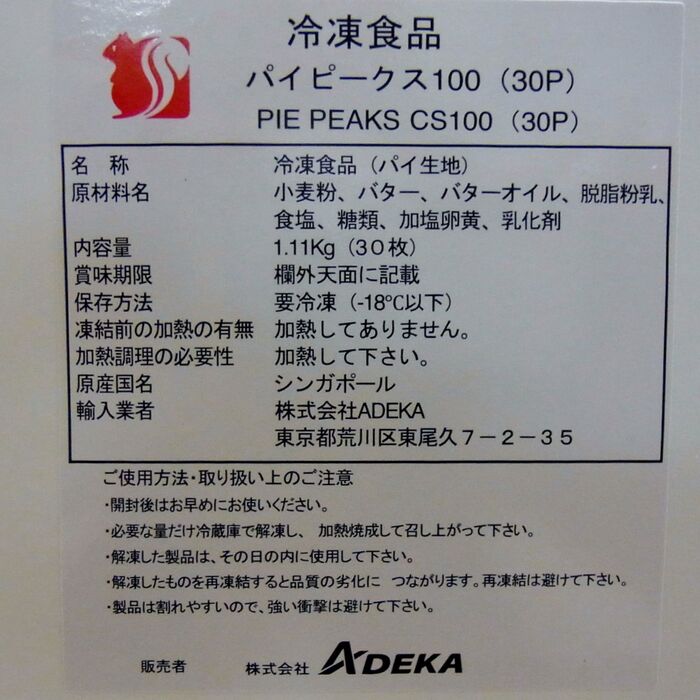 冷凍食品
パイピークス100（30P）
PIE PEAKS CS100（30P）
名　称　冷凍食品（パイ生地）
原材料名　小麦粉、バター、バターオイル、脱脂粉乳、
食塩、糖類、加塩卵黄、乳化剤
内容量　1.11Kg（３０枚）
賞味期限　欄外天面に記載
保存方法　要冷凍（-18℃以下）
凍結前の加熱の有無　加熱してありません。
加熱調理の必要性　加熱して下さい。
原産国名　シンガポール
輸入業者　株式会社ADEKA
東京都荒川区東尾久７－２－３５
ご使用方法・取り扱い上のご注意
・開封後はお早めにお使いください。
・必要な量だけ冷蔵庫で解凍し、 加熱焼成して召し上がって下さい。
・解凍した製品は、その日の内に使用して下さい。
・解凍したものを再凍結すると品質の劣化に つながります。再凍結は避けて下さい。
・製品は割れやすいので、強い衝撃は避けて下さい。
販売者　株式会社 ADEKA